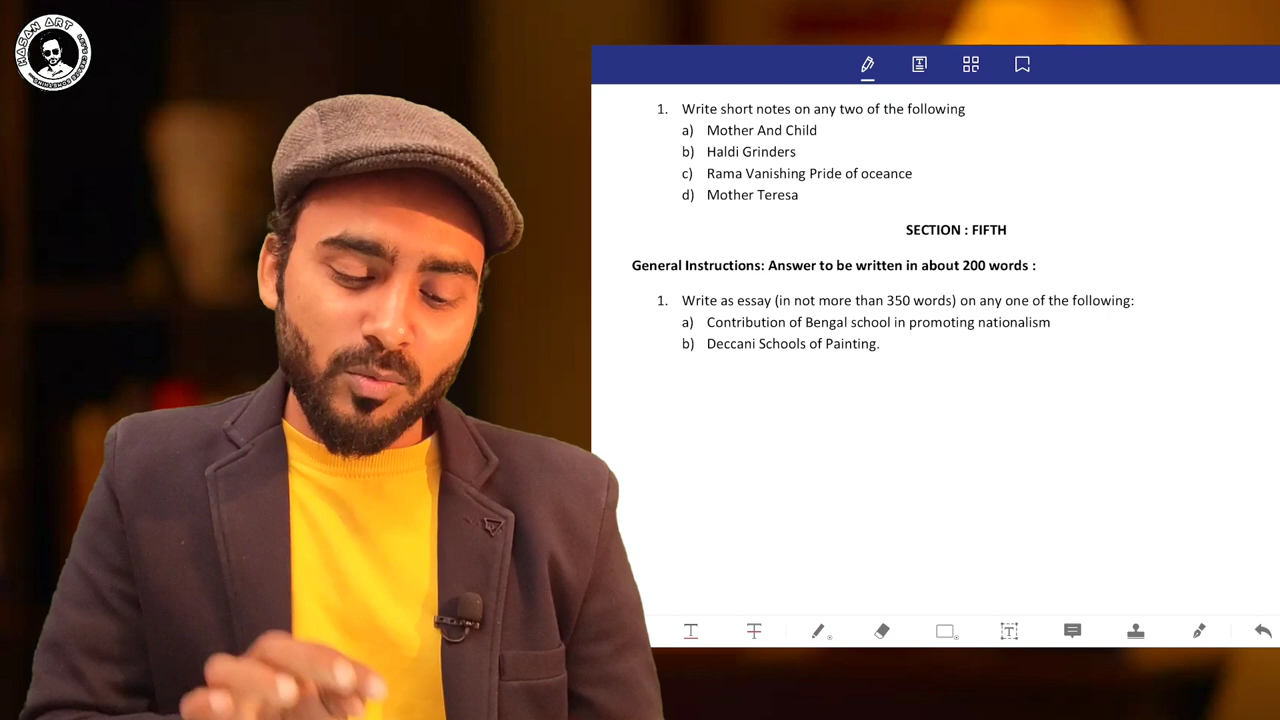 HASAN ART
1. Write short notes on any two of the following
a) Mother And Child
b) Haldi Grinders
c) Rama Vanishing Pride of oceance
d) Mother Teresa
SECTION : FIFTH
General Instructions: Answer to be written in about 200 words :
1. Write as essay (in not more than 350 words) on any one of the following:
a) Contribution of Bengal school in promoting nationalism
b) Deccani Schools of Painting.